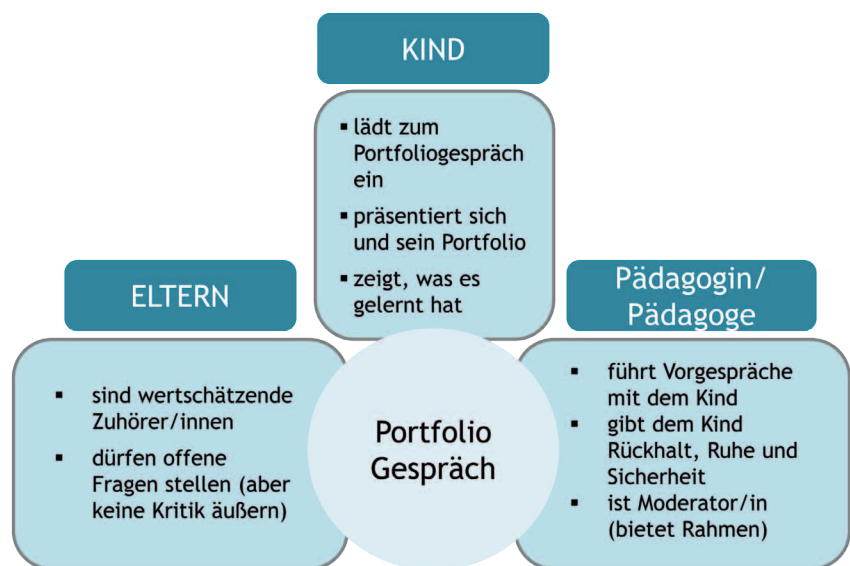 KIND
▪ lädt zum
Portfoliogespräch
ein
▪ präsentiert sich
und sein Portfolio
▪ zeigt, was es
gelernt hat
ELTERN
▪ sind wertschätzende
Zuhörer/innen
▪ dürfen offene
Fragen stellen (aber
keine Kritik äußern)
Portfolio
Gespräch
Pädagogin/
Pädagoge
▪ führt Vorgespräche
mit dem Kind
▪ gibt dem Kind
Rückhalt, Ruhe und
Sicherheit
▪ ist Moderator/in
(bietet Rahmen)